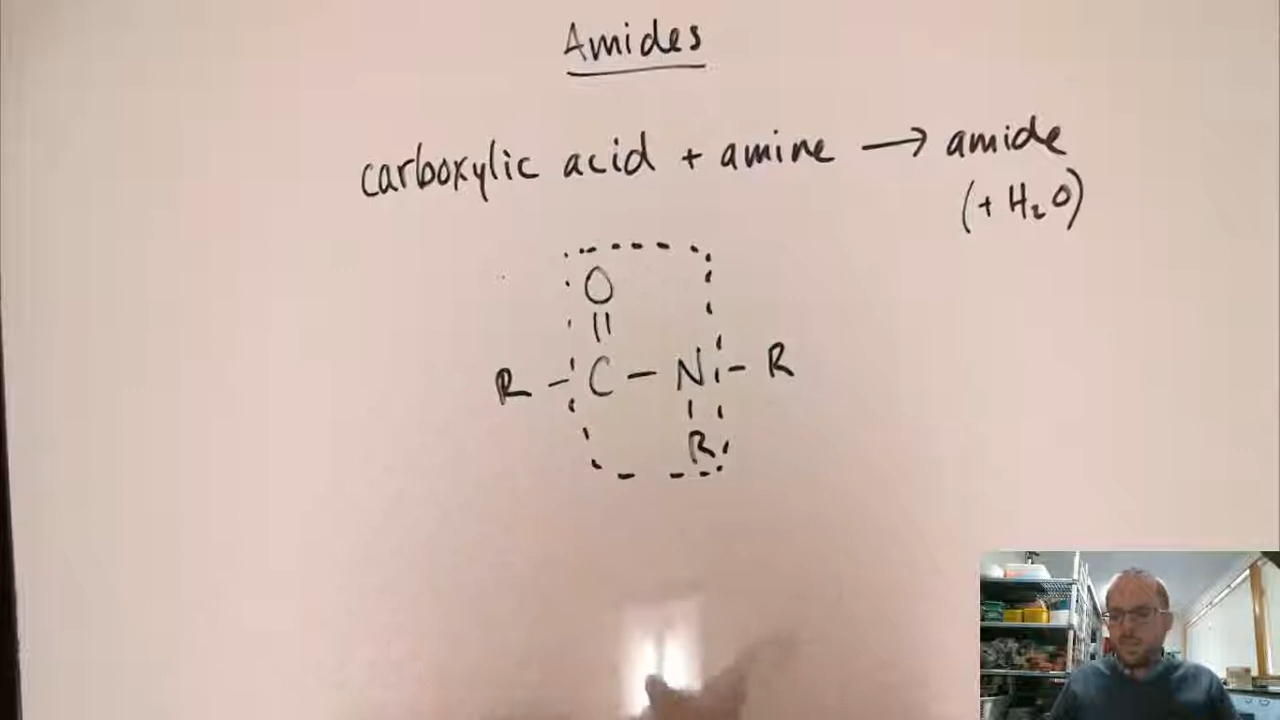 Amides
carboxylic acid + amine → amide
(+ H₂O)
O
||
R - C - N - R
|
R